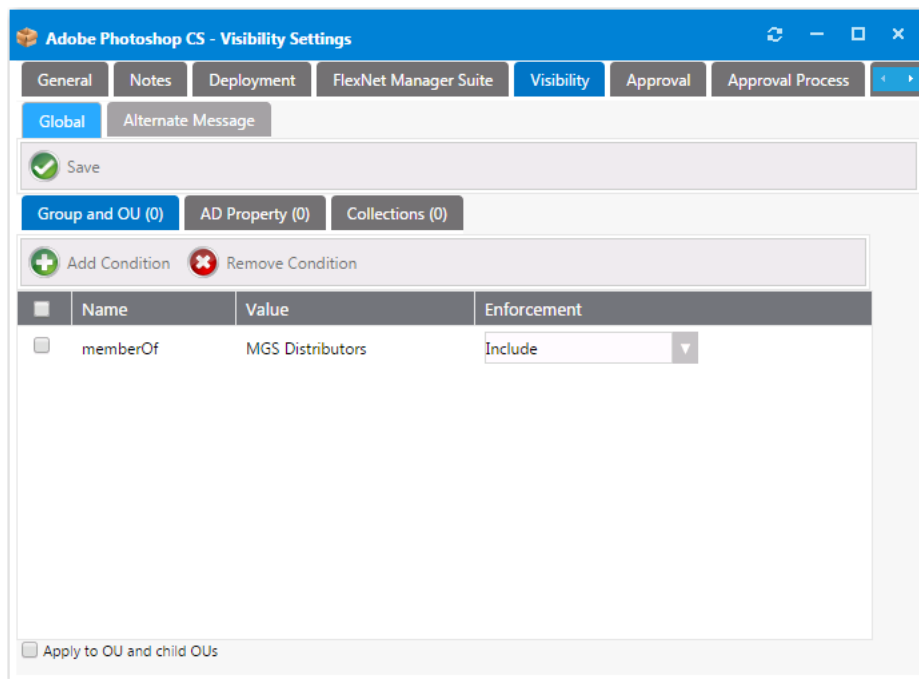 Adobe Photoshop CS - Visibility Settings
General Notes Deployment FlexNet Manager Suite Visibility Approval Approval Process
Global Alternate Message
Save
Group and OU (0) AD Property (0) Collections (0)
Add Condition Remove Condition
Name Value Enforcement
memberOf MGS Distributors Include
Apply to OU and child OUs